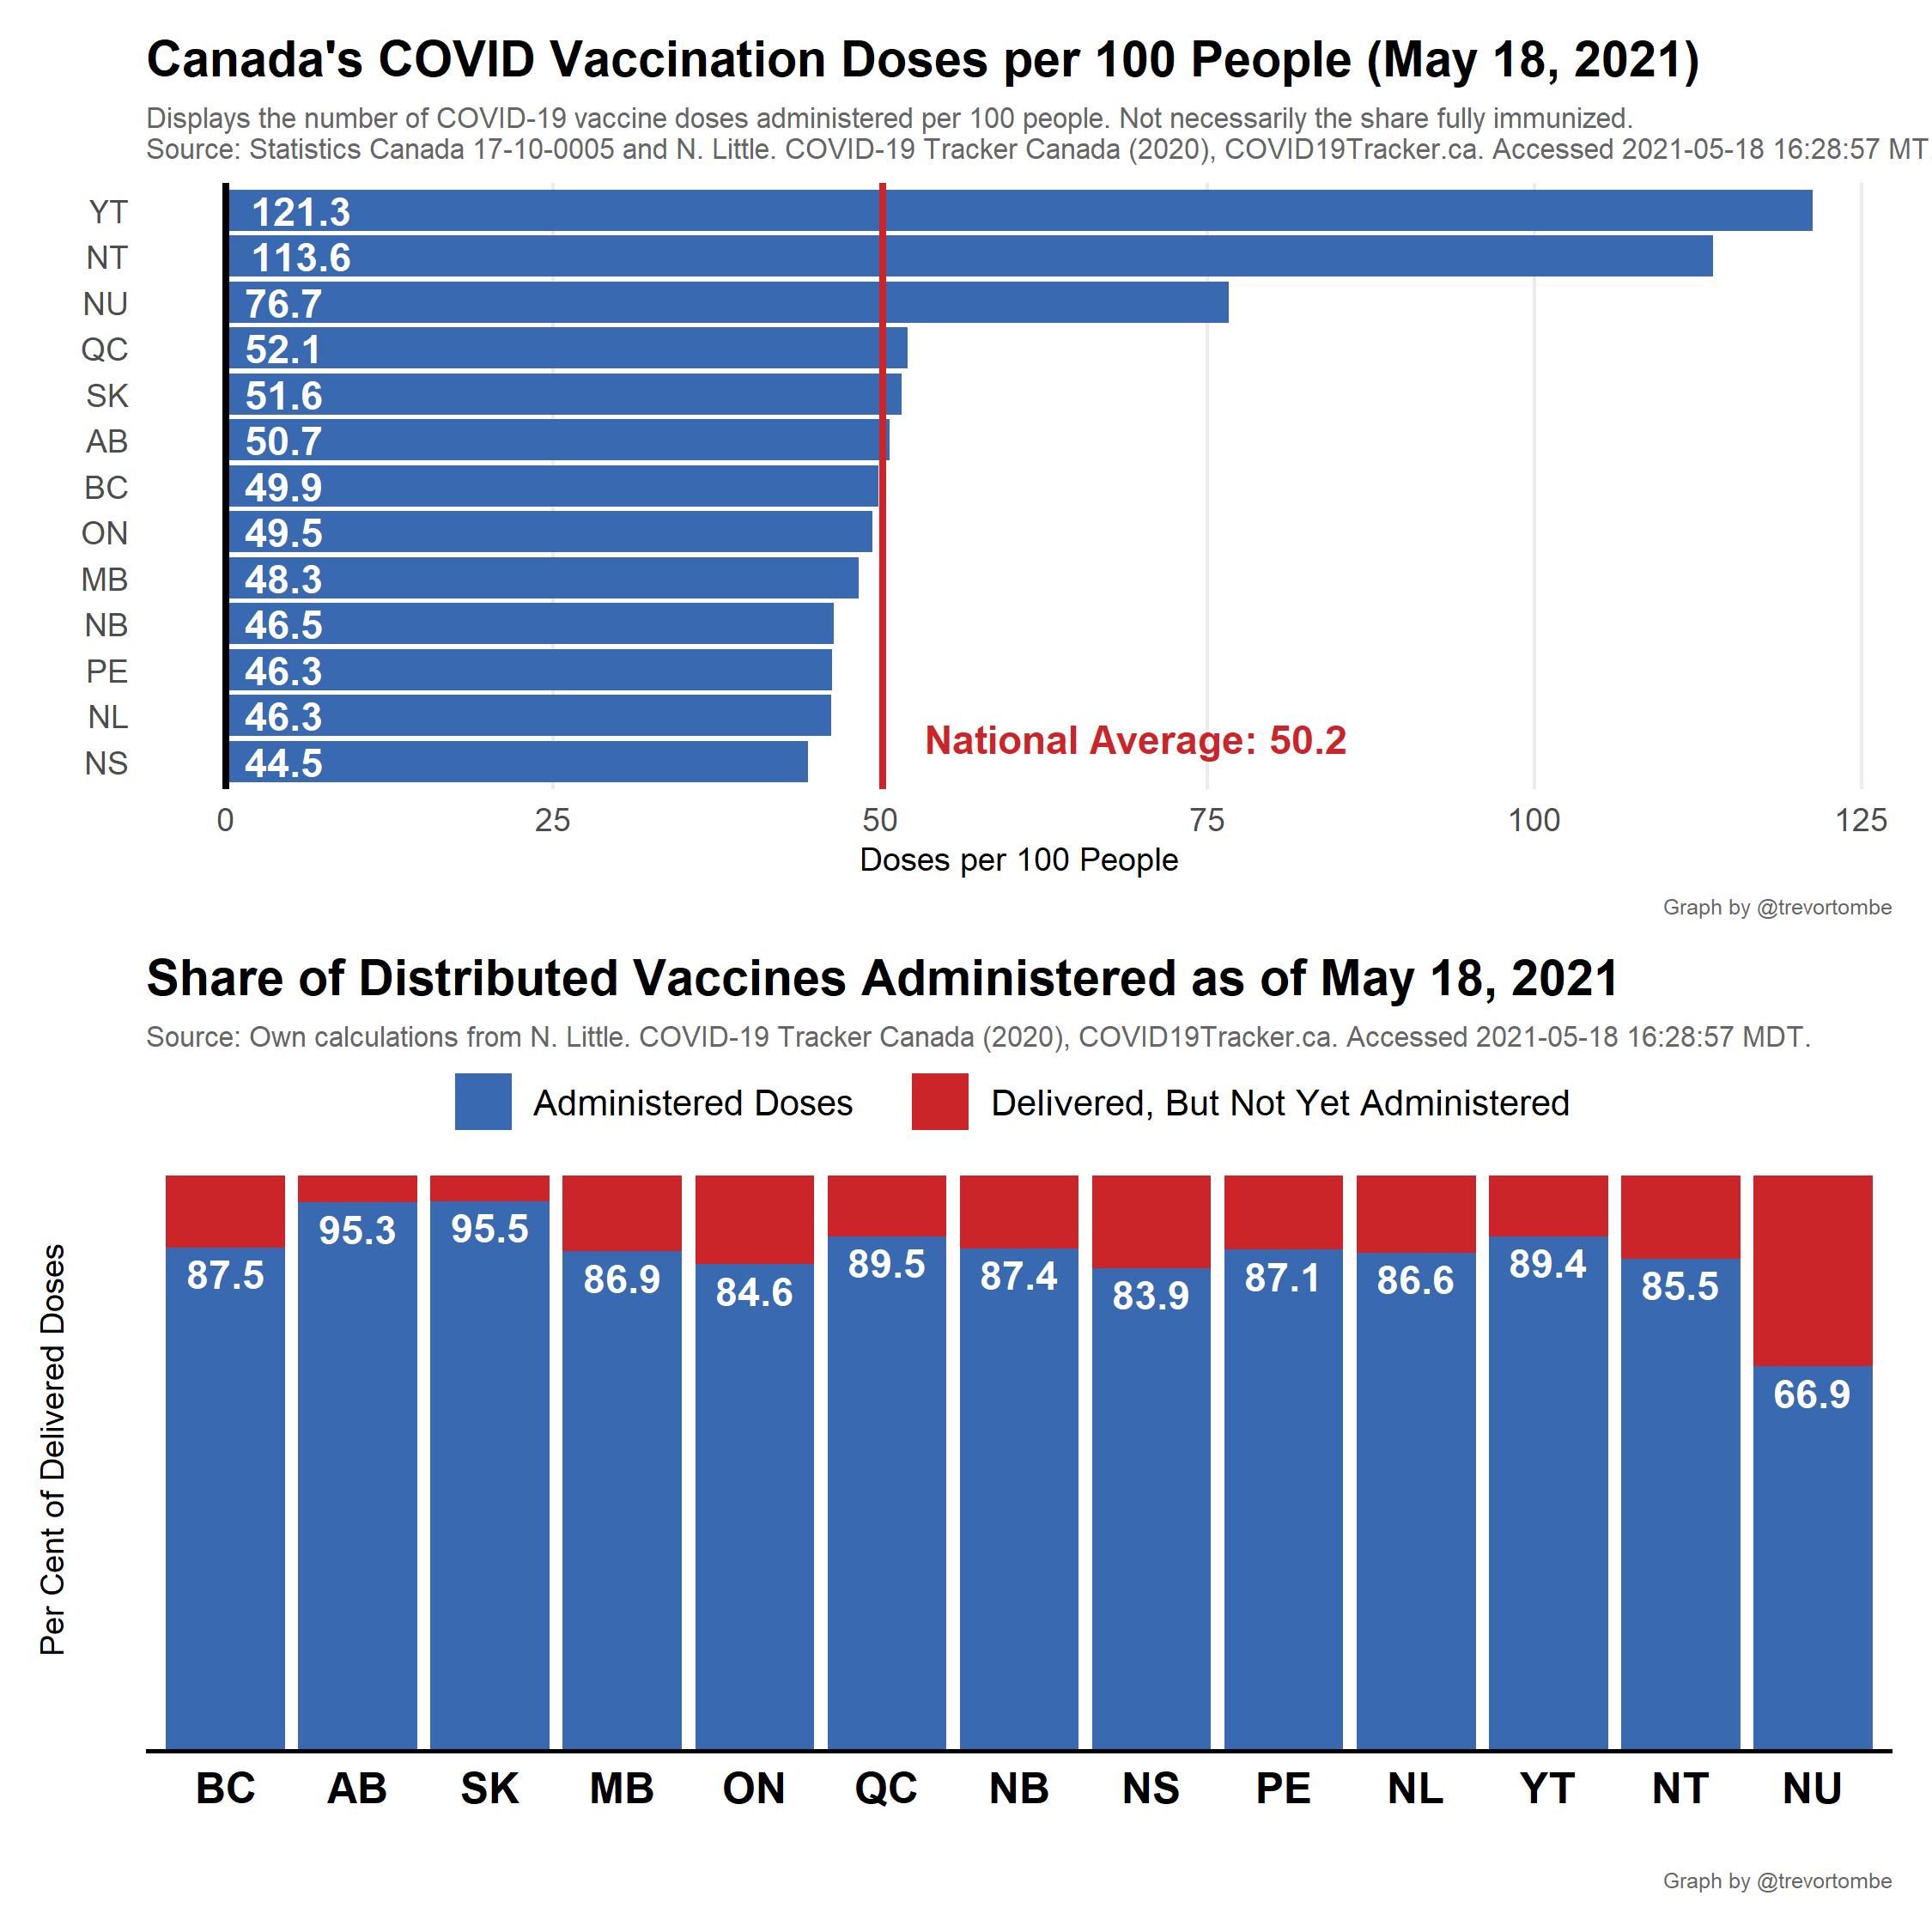 Canada's COVID Vaccination Doses per 100 People (May 18, 2021)
Displays the number of COVID-19 vaccine doses administered per 100 people. Not necessarily the share fully immunized.
Source: Statistics Canada 17-10-0005 and N. Little. COVID-19 Tracker Canada (2020), COVID19Tracker.ca. Accessed 2021-05-18 16:28:57 MT
YT 121.3
NT 113.6
NU 76.7
QC 52.1
SK 51.6
AB 50.7
BC 49.9
ON 49.5
MB 48.3
NB 46.5
PE 46.3
NL 46.3
National Average: 50.2
NS 44.5
0 25 50 75 100 125
Doses per 100 People
Graph by @trevortombe
Share of Distributed Vaccines Administered as of May 18, 2021
Source: Own calculations from N. Little. COVID-19 Tracker Canada (2020), COVID19Tracker.ca. Accessed 2021-05-18 16:28:57 MDT.
Administered Doses Delivered, But Not Yet Administered
Per Cent of Delivered Doses
87.5 95.3 95.5 86.9 84.6 89.5 87.4 83.9 87.1 86.6 89.4 85.5 66.9
BC AB SK MB ON QC NB NS PE NL YT NT NU
Graph by @trevortombe